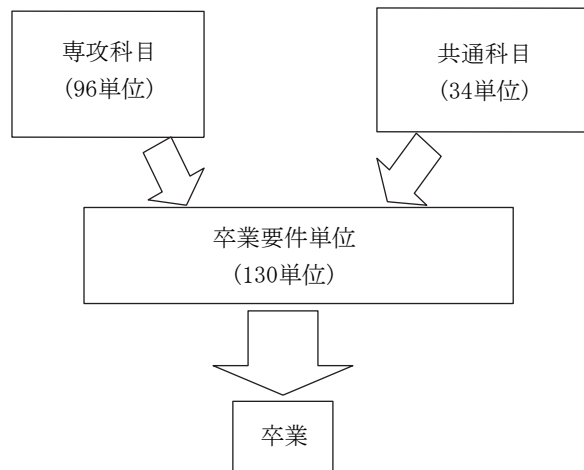 専攻科目
(96単位)
共通科目
(34単位)
卒業要件単位
(130単位)
卒業